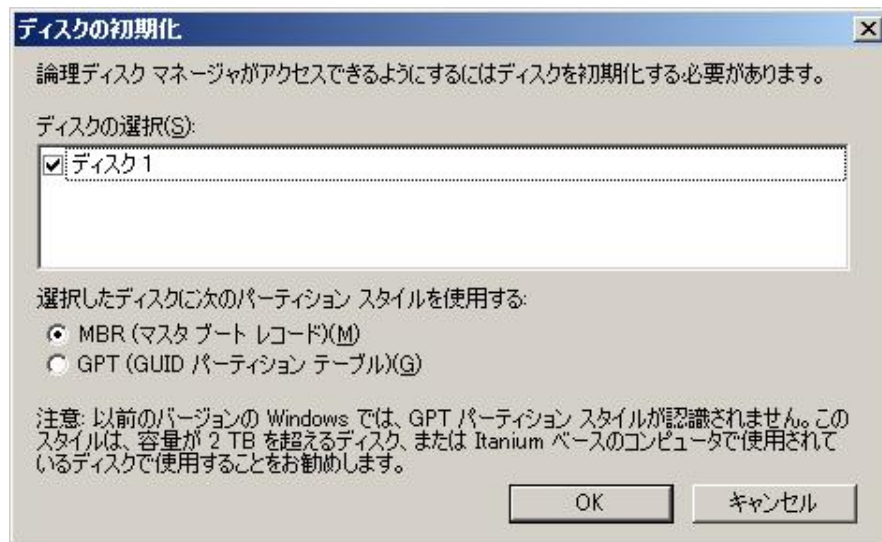 ディスクの初期化
論理ディスク マネージャがアクセスできるようにするにはディスクを初期化する必要があります。
ディスクの選択(S):
ディスク 1
選択したディスクに次のパーティション スタイルを使用する:
MBR (マスタ ブート レコード)(M)
GPT (GUID パーティション テーブル)(G)
注意: 以前のバージョンの Windows では、GPT パーティション スタイルが認識されません。この
スタイルは、容量が 2 TB を超えるディスク、または Itanium ベースのコンピュータで使用されて
いるディスクで使用することをお勧めします。
OK
キャンセル